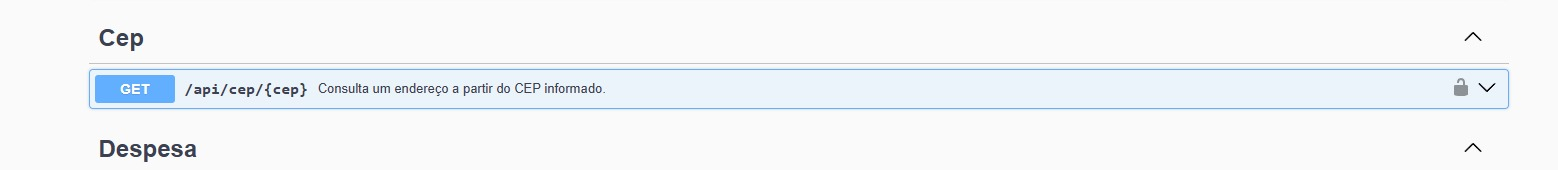 Cep
GET /api/cep/{cep} Consulta um endereço a partir do CEP informado.
Despesa